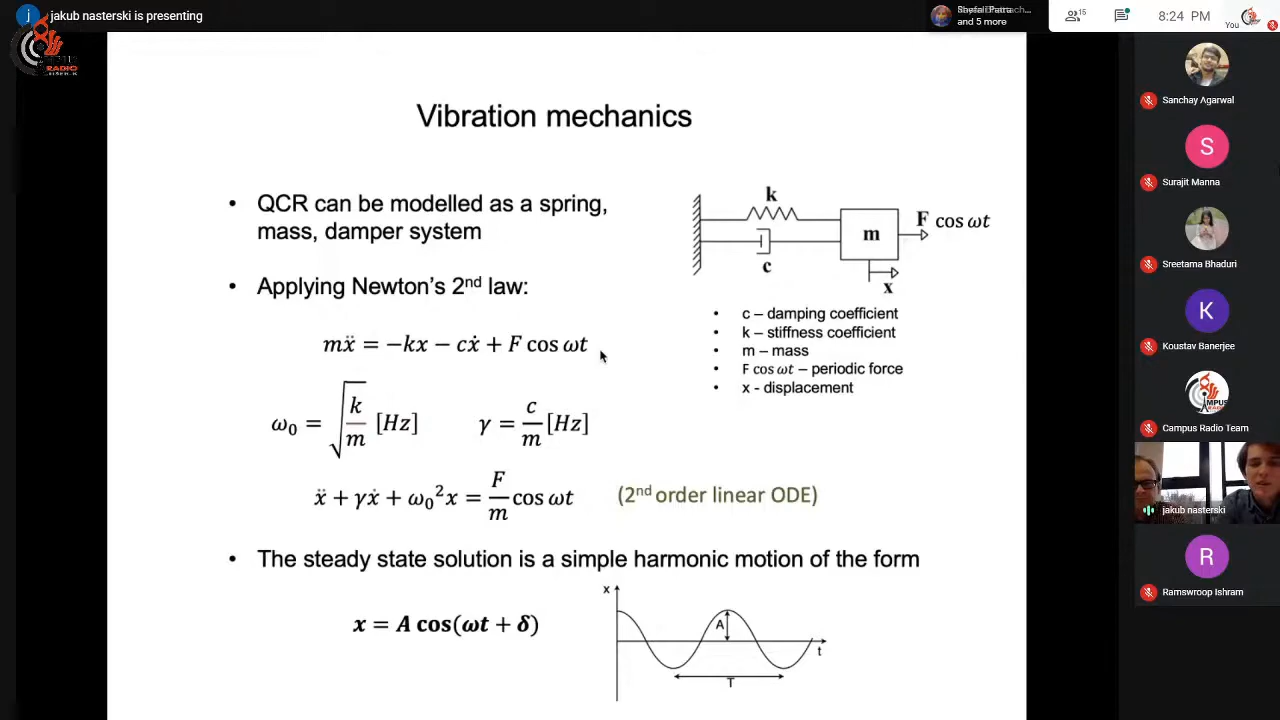 jakub nasterski is presenting
and 5 more
15
8:24 PM
You
Vibration mechanics
• QCR can be modelled as a spring,
mass, damper system
• Applying Newton's 2nd law:
mẍ = −kx − cẋ + F cos ωt
ω₀ = √(k/m) [Hz] γ = c/m [Hz]
ẍ + γẋ + ω₀²x = F/m cos ωt (2nd order linear ODE)
• The steady state solution is a simple harmonic motion of the form
x = A cos(ωt + δ)
k
m
F cos ωt
c
x
• c – damping coefficient
• k – stiffness coefficient
• m – mass
• F cos ωt – periodic force
• x - displacement
x
A
t
T
Sanchay Agarwal
S
Surajit Manna
Sreetama Bhaduri
K
Koustav Banerjee
AMPUS
RADIO
Campus Radio Team
jakub nasterski
R
Ramswroop Ishram